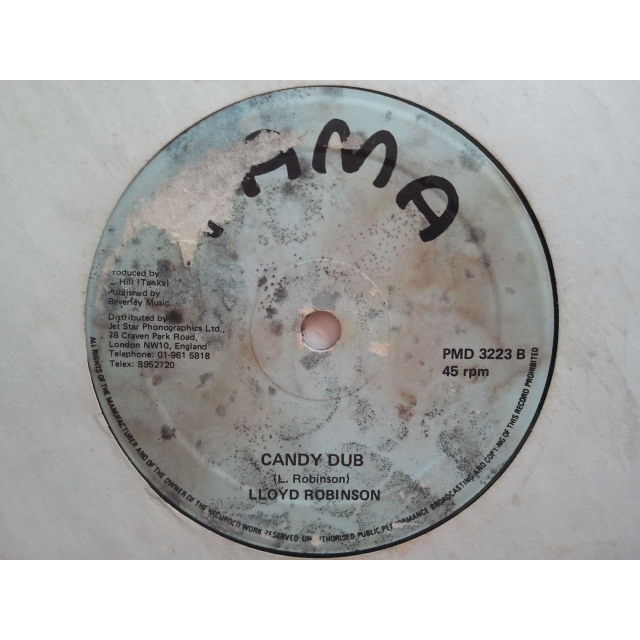 MA
roduced by
Hill (Tanka)
ublished by
Beverley Music
Distributed by
Jet Star Phonographics Ltd.,
78 Craven Park Road,
London NW10, England
Telephone: 01-961 5818
Telex: 8952720
PMD 3223 B
45 rpm
CANDY DUB
(L. Robinson)
LLOYD ROBINSON
ALL RIGHTS OF THE MANUFACTURER AND OF THE OWNER OF THE RECORDED WORK RESERVED UNAUTHORISED PUBLIC PERFORMANCE BROADCASTING AND COPYING OF THIS RECORD PROHIBITED